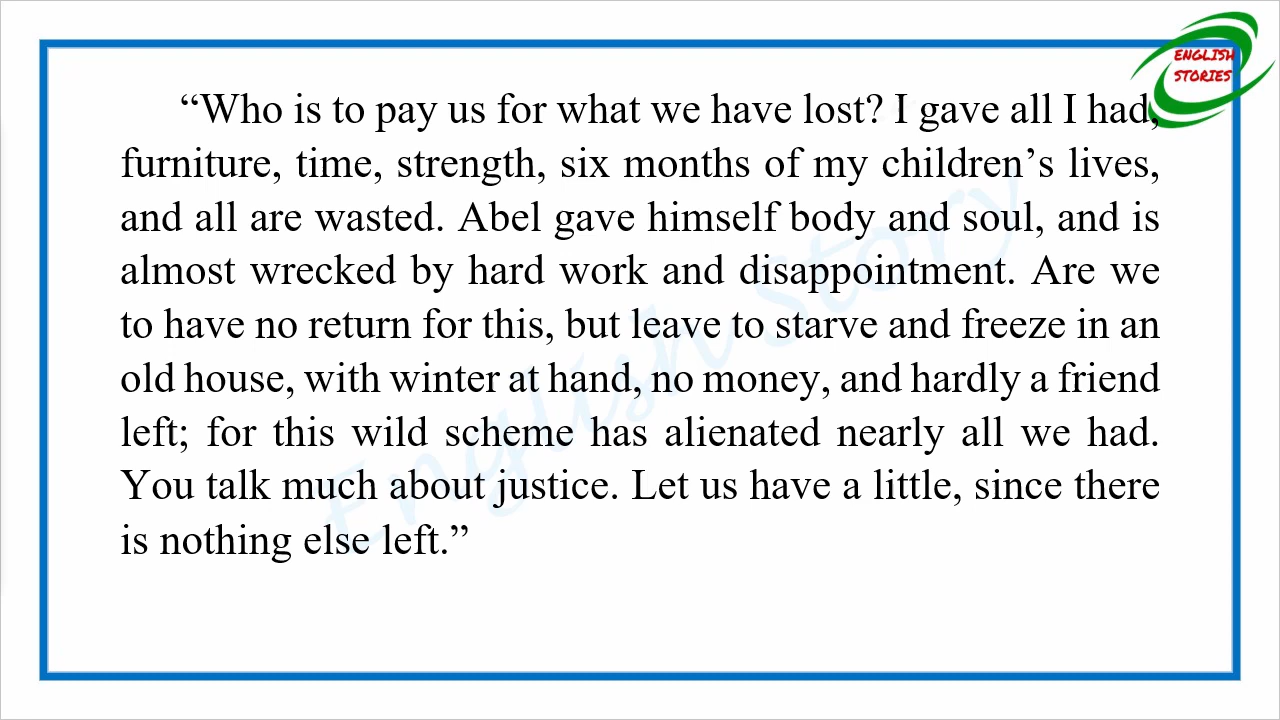 ENGLISH
STORIES
“Who is to pay us for what we have lost? I gave all I had,
furniture, time, strength, six months of my children’s lives,
and all are wasted. Abel gave himself body and soul, and is
almost wrecked by hard work and disappointment. Are we
to have no return for this, but leave to starve and freeze in an
old house, with winter at hand, no money, and hardly a friend
left; for this wild scheme has alienated nearly all we had.
You talk much about justice. Let us have a little, since there
is nothing else left.”
English Story